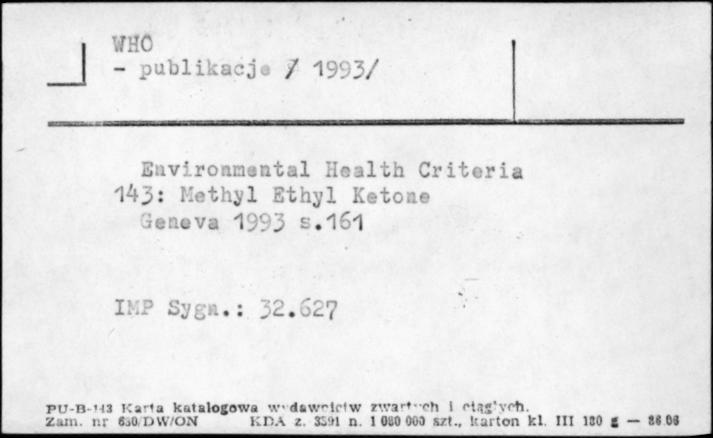 WHO
- publikacje / 1993/
Environmental Health Criteria
143: Methyl Ethyl Ketone
Geneva 1993 s.161
IMP Sygn.: 32.627
PU-B-143 Karta katalogowa wydawnictw zwartych i ciągłych.
Zam. nr 630/DW/ON KDA z. 3391 n. 1 080 000 szt., karton kl. III 180 g — 86.06